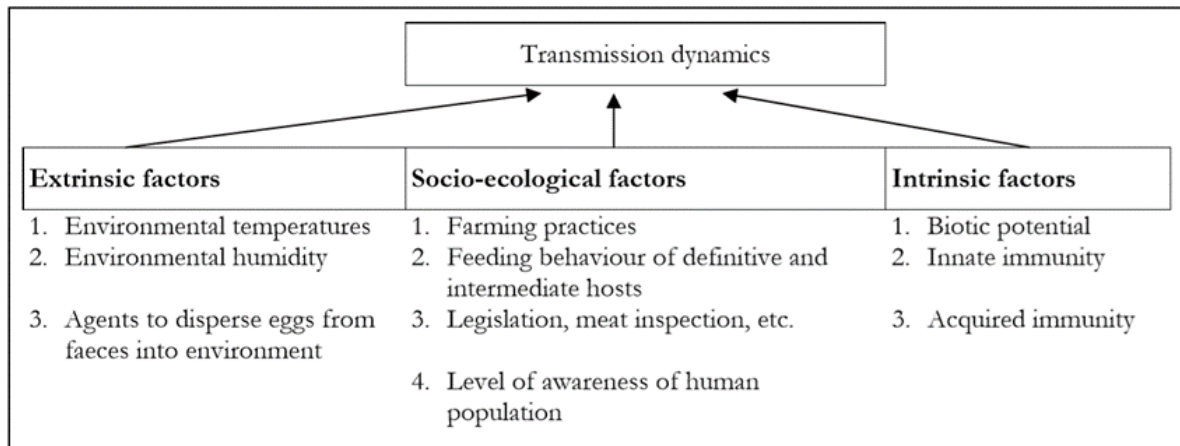 Transmission dynamics
Extrinsic factors
1. Environmental temperatures
2. Environmental humidity
3. Agents to disperse eggs from
faeces into environment
Socio-ecological factors
1. Farming practices
2. Feeding behaviour of definitive and
intermediate hosts
3. Legislation, meat inspection, etc.
4. Level of awareness of human
population
Intrinsic factors
1. Biotic potential
2. Innate immunity
3. Acquired immunity